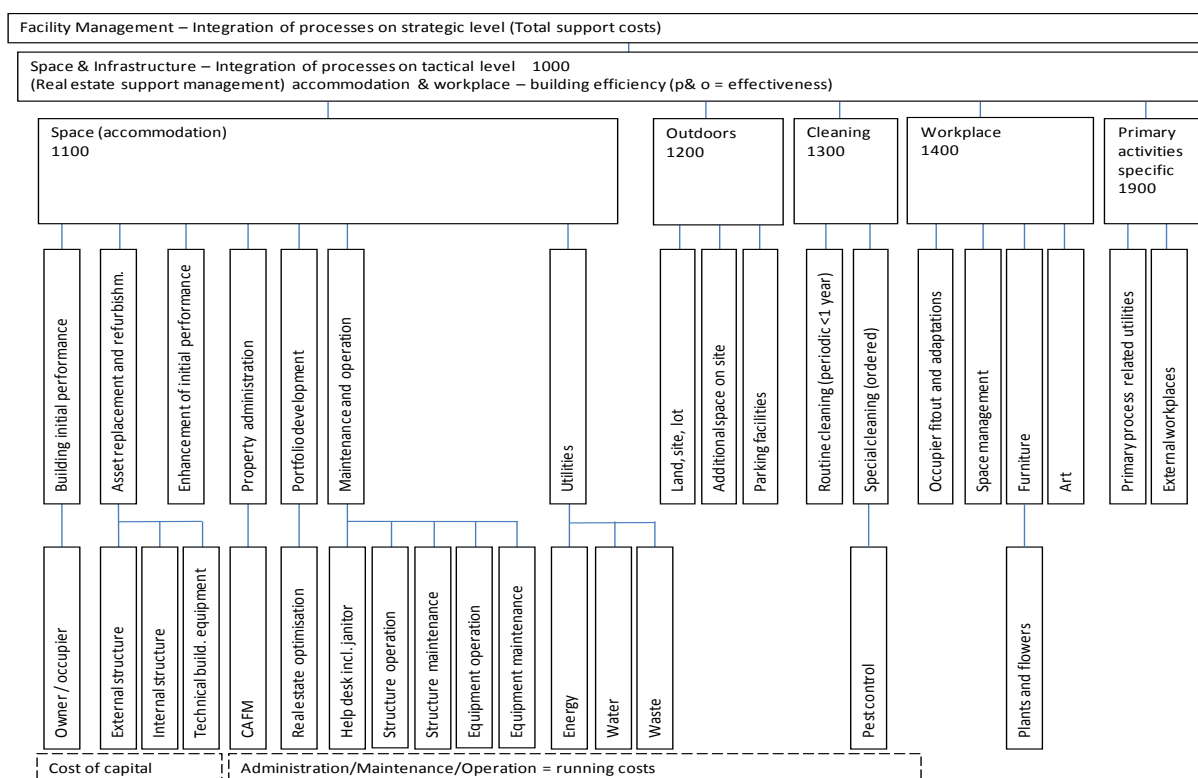 Facility Management – Integration of processes on strategic level (Total support costs)
Space & Infrastructure – Integration of processes on tactical level 1000
(Real estate support management) accommodation & workplace – building efficiency (p& o = effectiveness)
Space (accommodation)
1100
Outdoors
1200
Cleaning
1300
Workplace
1400
Primary
activities
specific
1900
Building initial performance
Asset replacement and refurbishm.
Enhancement of initial performance
Property administration
Portfolio development
Maintenance and operation
Utilities
Land, site, lot
Additional space on site
Parking facilities
Routine cleaning (periodic <1 year)
Special cleaning (ordered)
Occupier fitout and adaptations
Space management
Furniture
Art
Primary process related utilities
External workplaces
Owner / occupier
External structure
Internal structure
Technical build. equipment
CAFM
Real estate optimisation
Help desk incl. janitor
Structure operation
Structure maintenance
Equipment operation
Equipment maintenance
Energy
Water
Waste
Pest control
Plants and flowers
Cost of capital
Administration/Maintenance/Operation = running costs